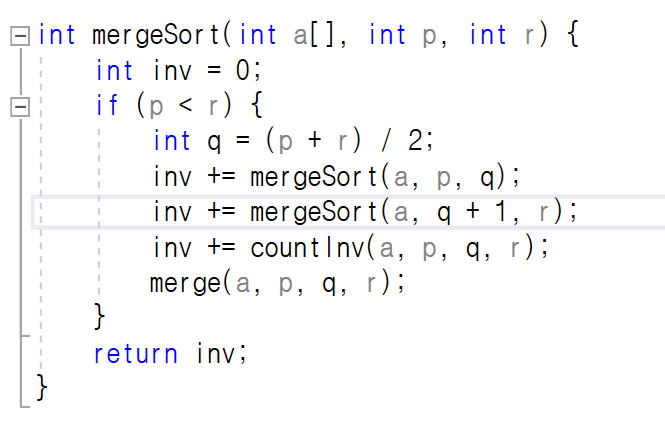 int mergeSort(int a[], int p, int r) {
    int inv = 0;
    if (p < r) {
        int q = (p + r) / 2;
        inv += mergeSort(a, p, q);
        inv += mergeSort(a, q + 1, r);
        inv += countInv(a, p, q, r);
        merge(a, p, q, r);
    }
    return inv;
}